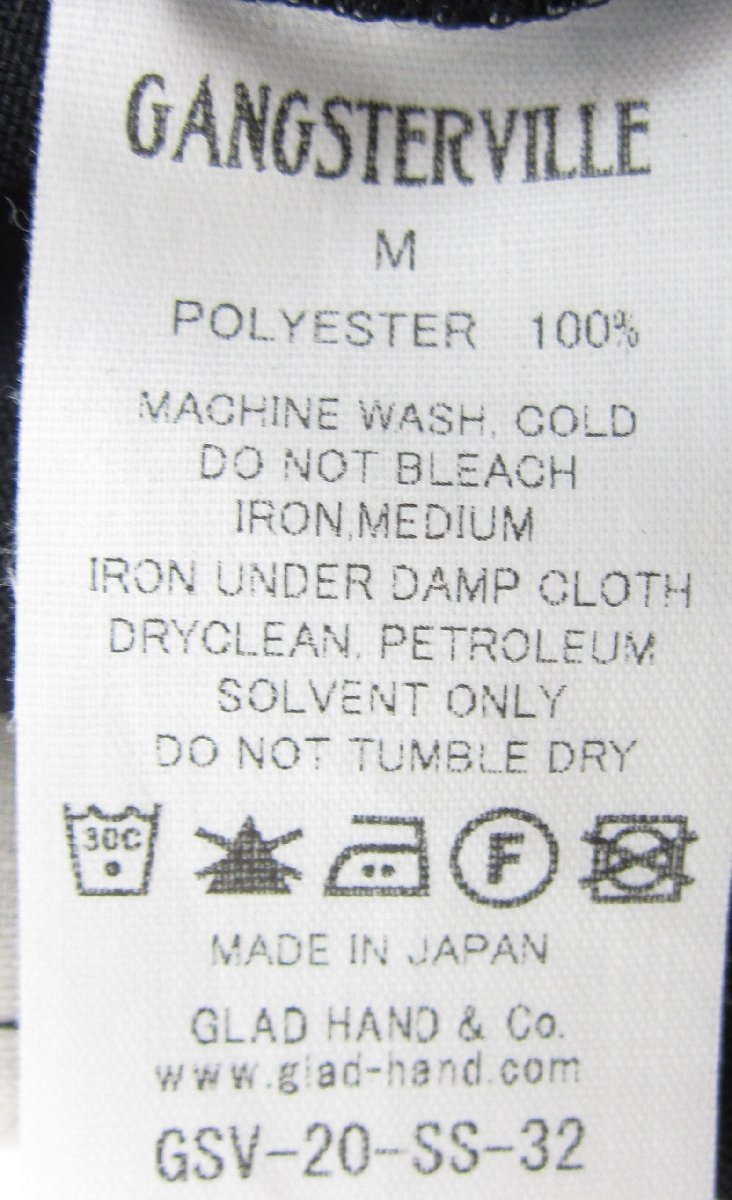 GANGSTERVILLE
M
POLYESTER 100%
MACHINE WASH, COLD
DO NOT BLEACH
IRON,MEDIUM
IRON UNDER DAMP CLOTH
DRYCLEAN, PETROLEUM
SOLVENT ONLY
DO NOT TUMBLE DRY
30C F
MADE IN JAPAN
GLAD HAND & Co.
www.glad-hand.com
GSV-20-SS-32